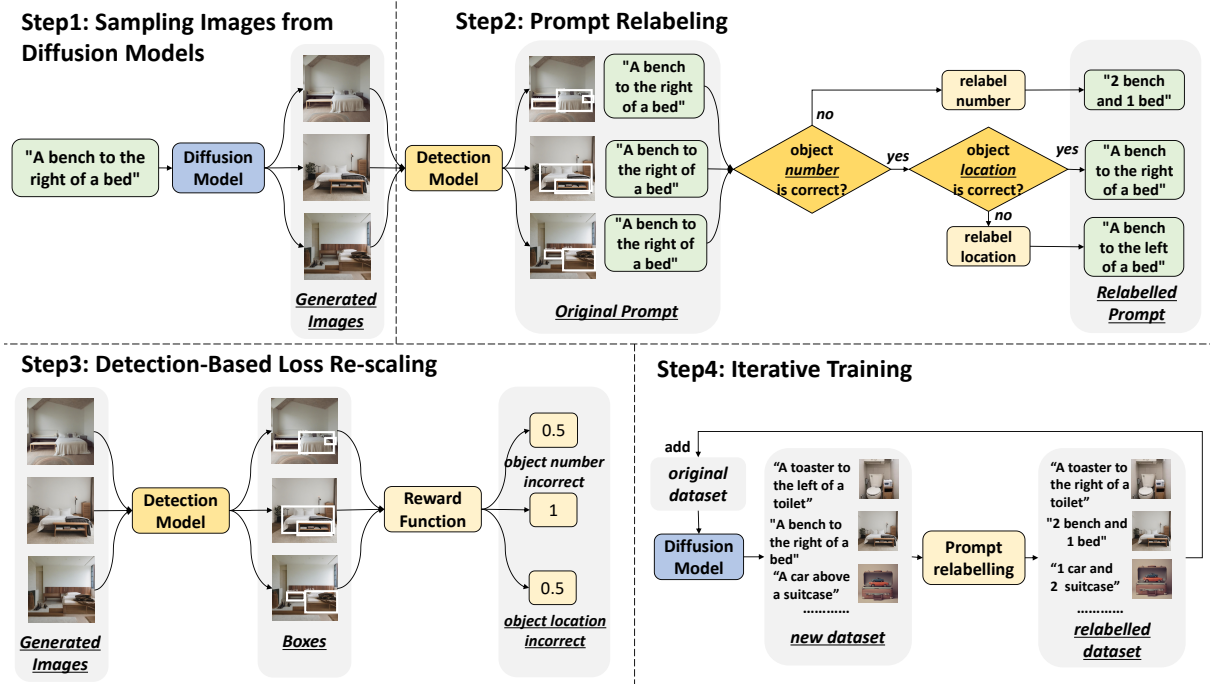 Step1: Sampling Images from
Diffusion Models
"A bench to the
right of a bed"
Diffusion
Model
Generated
Images
Step2: Prompt Relabeling
Detection
Model
"A bench
to the right
of a bed"
"A bench to
the right of
a bed"
"A bench to
the right of
a bed"
Original Prompt
object
number
is correct?
no
yes
relabel
number
object
location
is correct?
yes
no
relabel
location
"2 bench
and 1 bed"
"A bench
to the right
of a bed"
"A bench
to the left
of a bed"
Relabelled
Prompt
Step3: Detection-Based Loss Re-scaling
Generated
Images
Detection
Model
Boxes
Reward
Function
0.5
object number
incorrect
1
0.5
object location
incorrect
Step4: Iterative Training
add
original
dataset
Diffusion
Model
“A toaster to
the left of a
toilet”
"A bench to
the right of a
bed"
“A car above
a suitcase”
…………
new dataset
Prompt
relabelling
“A toaster to
the right of a
toilet”
"2 bench and
1 bed"
“1 car and
2 suitcase”
…………
relabelled
dataset